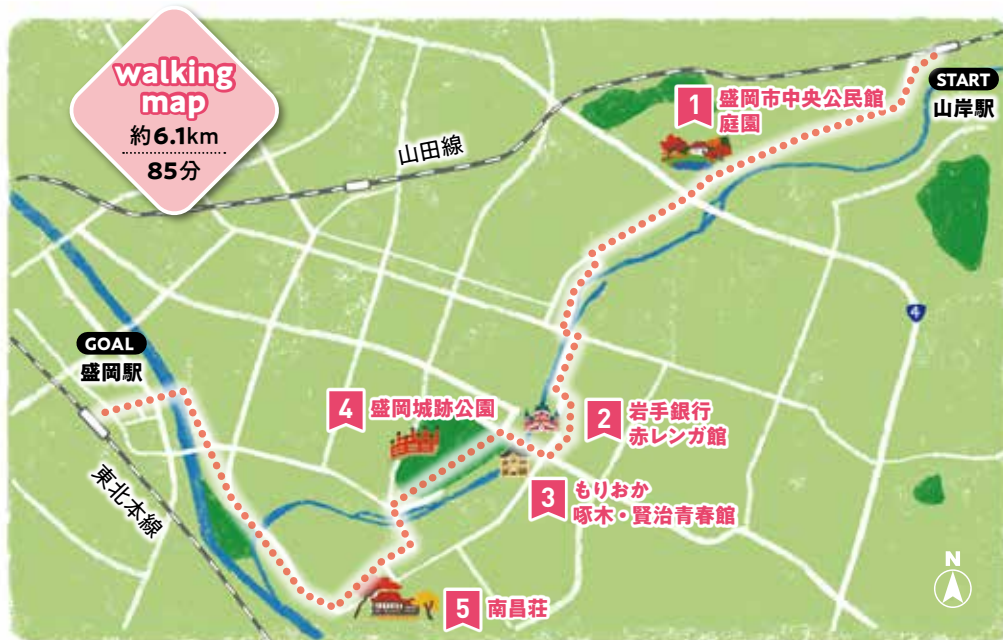 walking
map
約6.1km
85分
山田線
START
山岸駅
1
盛岡市中央公民館
庭園
4
GOAL
盛岡駅
4
盛岡城跡公園
2
岩手銀行
赤レンガ館
3
もりおか
啄木・賢治青春館
東北本線
5
南昌荘
N